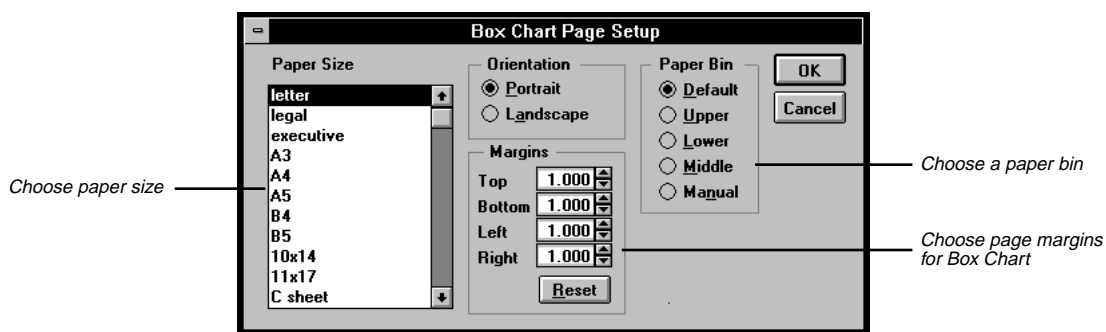 Box Chart Page Setup
Paper Size
letter
legal
executive
A3
A4
A5
B4
B5
10x14
11x17
C sheet
Orientation
Portrait
Landscape
Margins
Top 1.000
Bottom 1.000
Left 1.000
Right 1.000
Reset
Paper Bin
Default
Upper
Lower
Middle
Manual
OK
Cancel
Choose paper size
Choose a paper bin
Choose page margins
for Box Chart